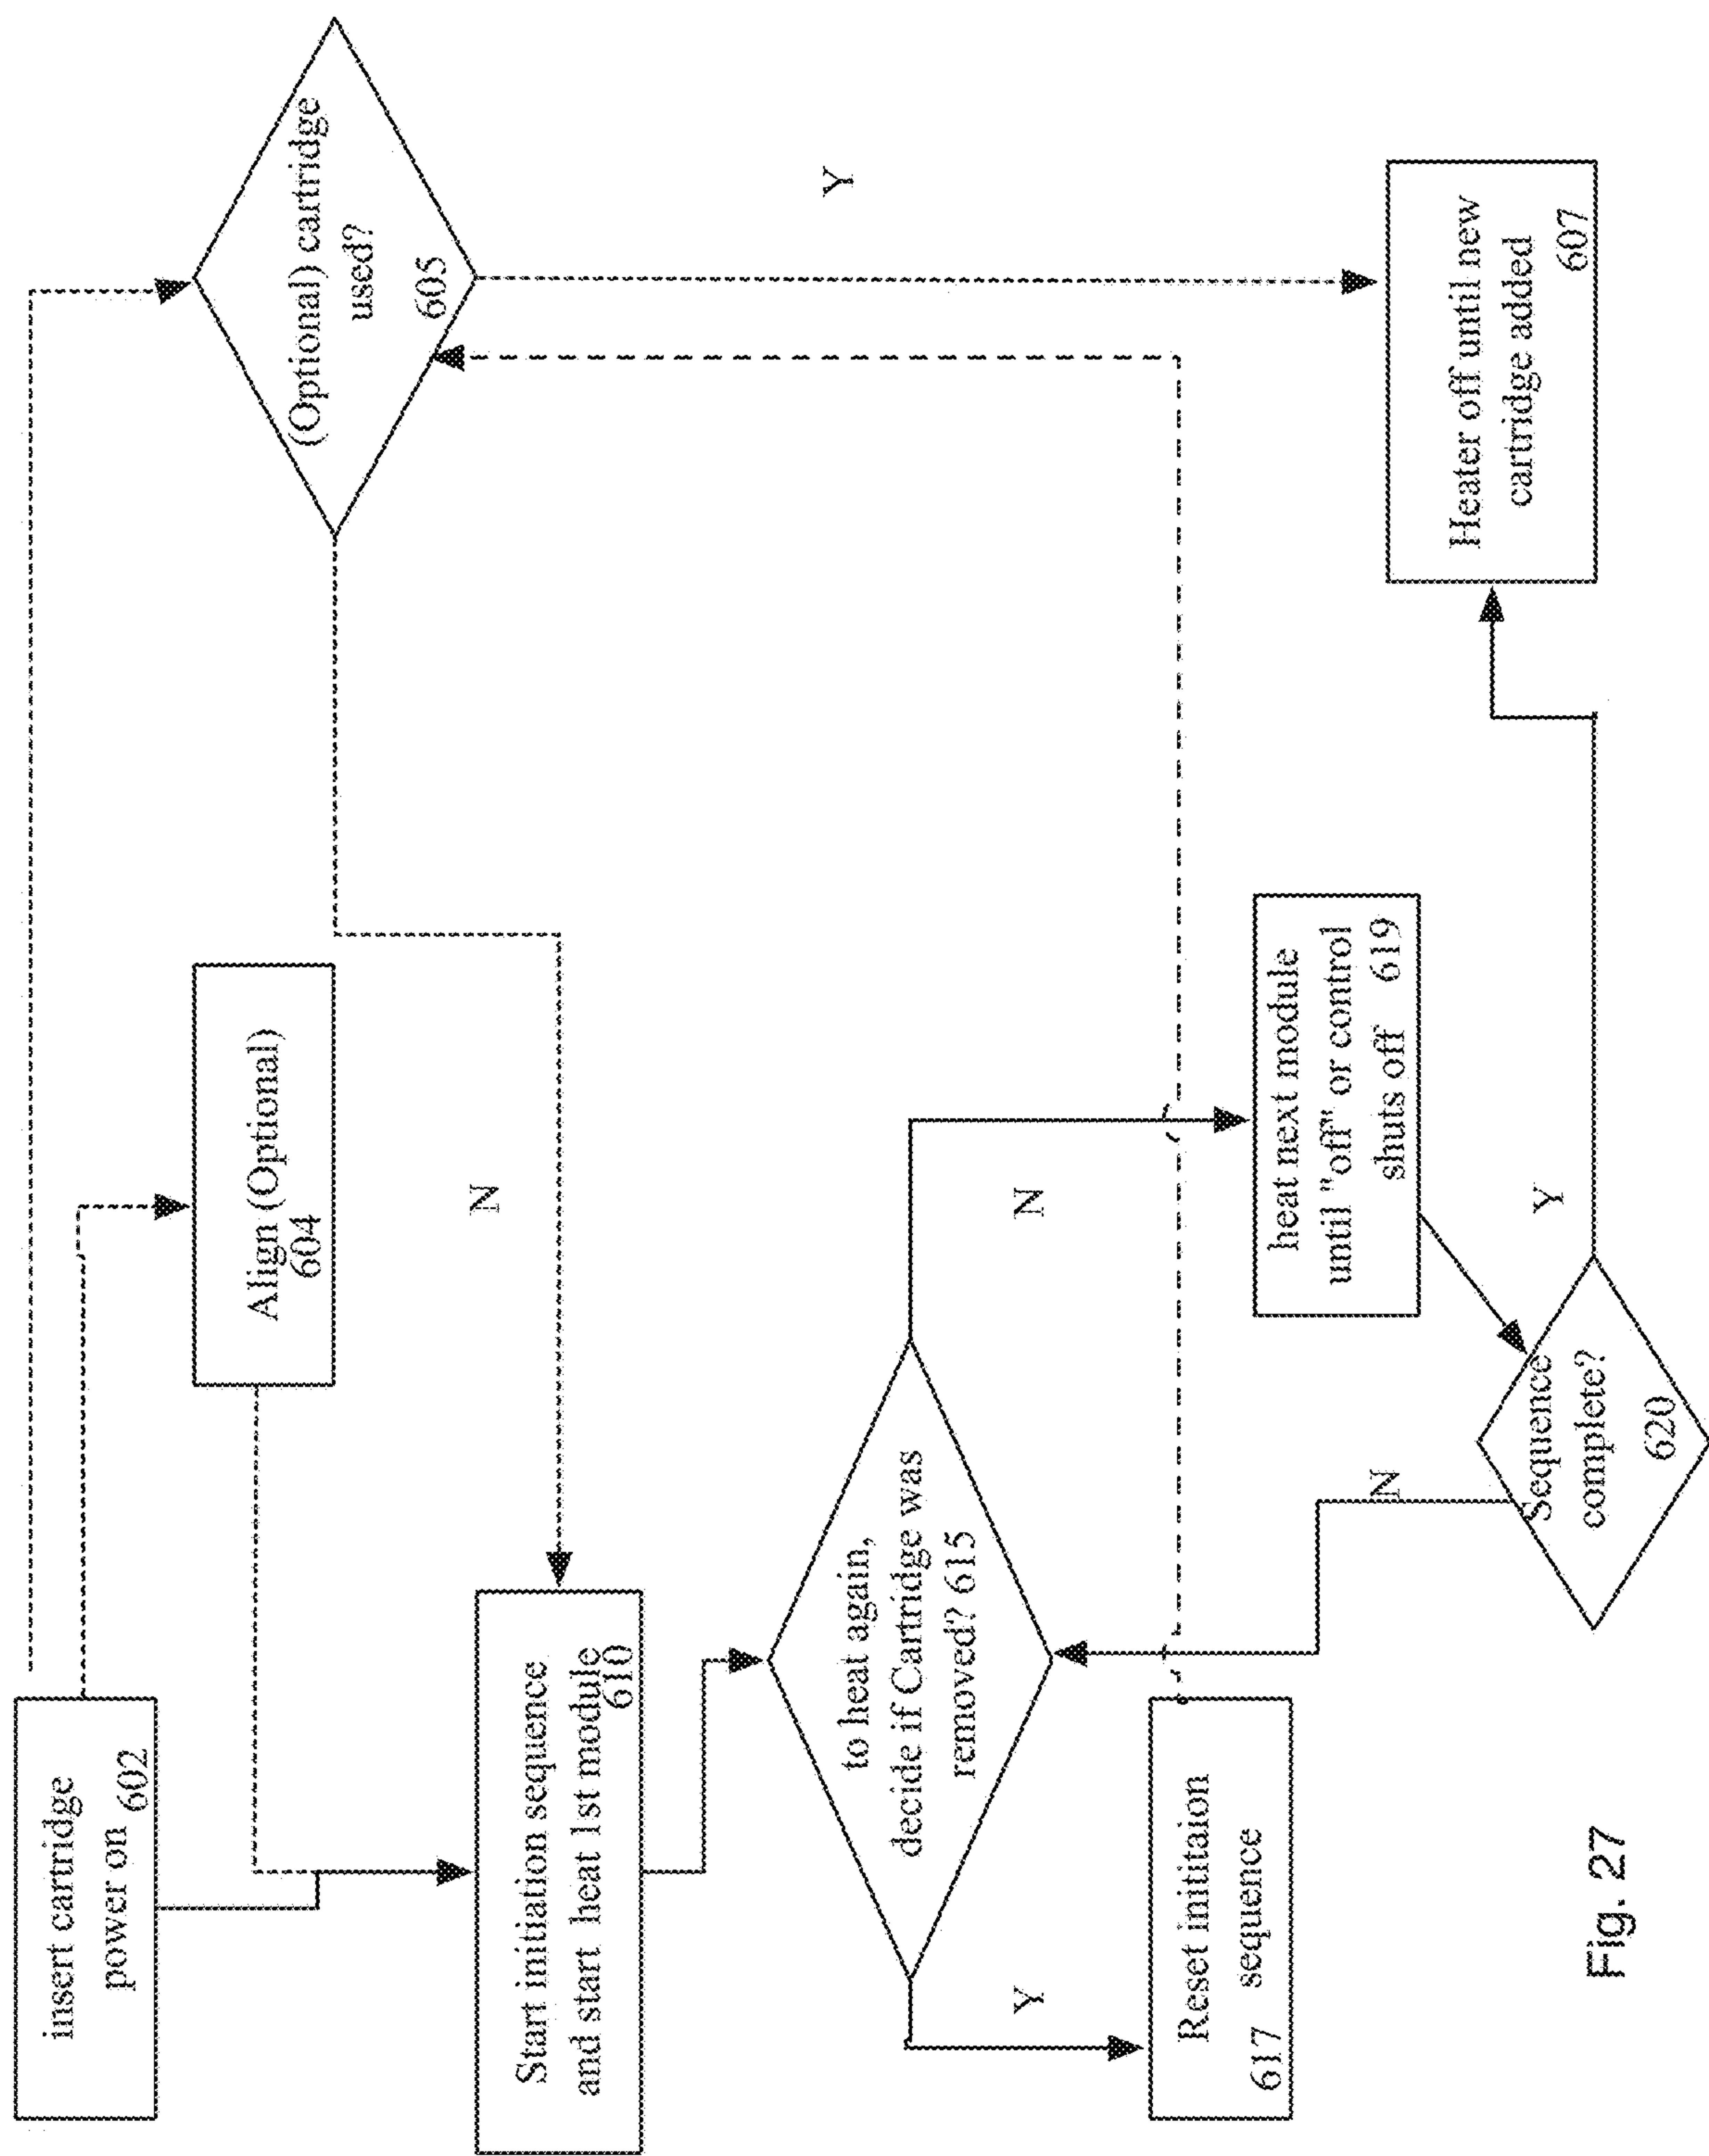 insert cartridge
power on
602
Align (Optional)
604
(Optional) cartridge
used?
605
N
Y
Start initiation sequence
and start heat 1st module
610
to heat again,
decide if Cartridge was
removed? 615
Y
N
Reset inititaion
sequence
617
heat next module
until "off" or control
shuts off 619
Sequence
complete?
620
N
Y
Heater off until new
cartridge added
607
Fig. 27